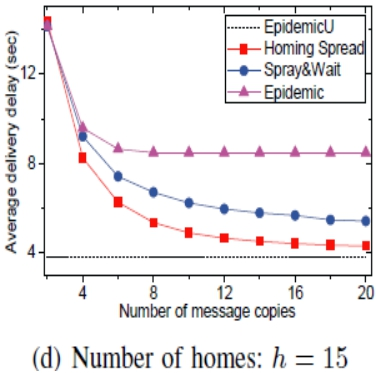 EpidemicU
Homing Spread
Spray&Wait
Epidemic
Average delivery delay (sec)
12
8
4
4 8 12 16 20
Number of message copies
(d) Number of homes: h = 15